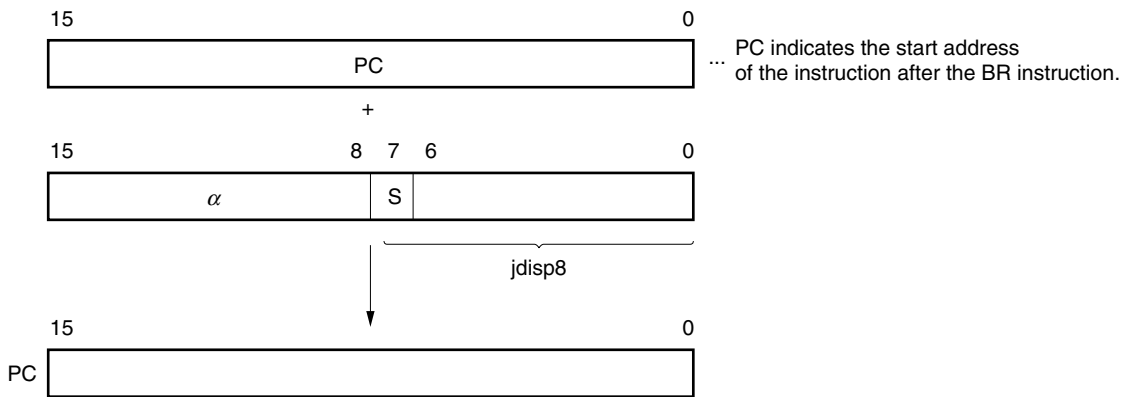 15 0
PC
... PC indicates the start address
of the instruction after the BR instruction.
+
15 8 7 6 0
α S
jdisp8
15 0
PC